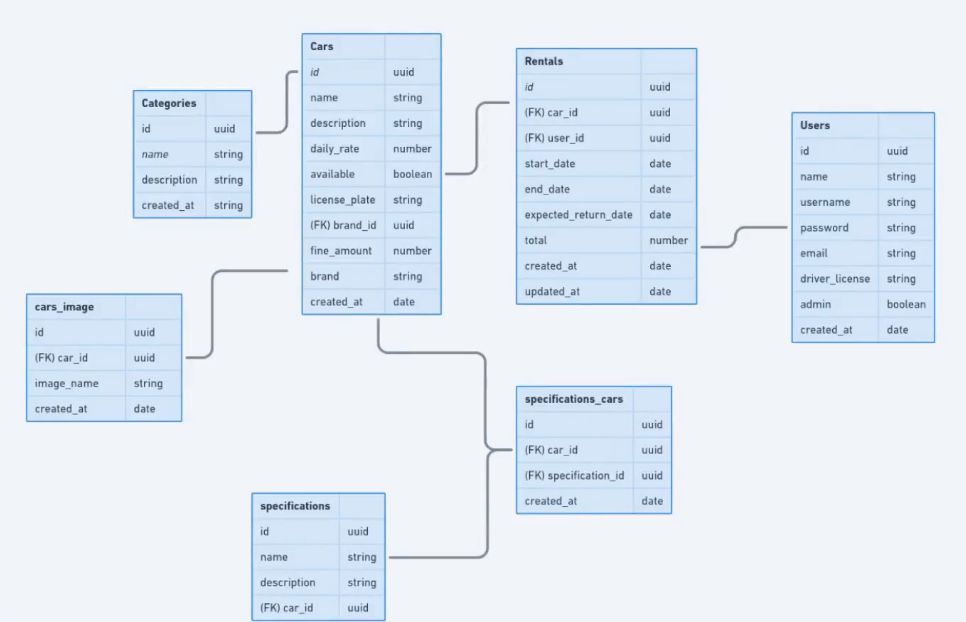 Cars
id uuid
name string
description string
daily_rate number
available boolean
license_plate string
(FK) brand_id uuid
fine_amount number
brand string
created_at date
Rentals
id uuid
(FK) car_id uuid
(FK) user_id uuid
start_date date
end_date date
expected_return_date date
total number
created_at date
updated_at date
Categories
id uuid
name string
description string
created_at string
Users
id uuid
name string
username string
password string
email string
driver_license string
admin boolean
created_at date
cars_image
id uuid
(FK) car_id uuid
image_name string
created_at date
specifications_cars
id uuid
(FK) car_id uuid
(FK) specification_id uuid
created_at date
specifications
id uuid
name string
description string
(FK) car_id uuid